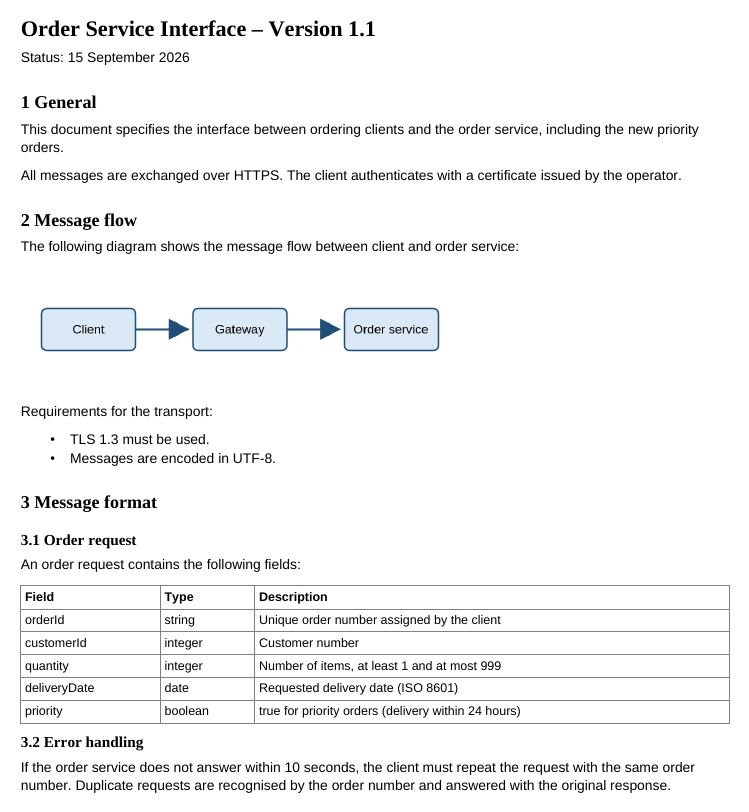 Order Service Interface – Version 1.1
Status: 15 September 2026
1 General
This document specifies the interface between ordering clients and the order service, including the new priority
orders.
All messages are exchanged over HTTPS. The client authenticates with a certificate issued by the operator.
2 Message flow
The following diagram shows the message flow between client and order service:
Client Gateway Order service
Requirements for the transport:
• TLS 1.3 must be used.
• Messages are encoded in UTF-8.
3 Message format
3.1 Order request
An order request contains the following fields:
Field Type Description
orderId string Unique order number assigned by the client
customerId integer Customer number
quantity integer Number of items, at least 1 and at most 999
deliveryDate date Requested delivery date (ISO 8601)
priority boolean true for priority orders (delivery within 24 hours)
3.2 Error handling
If the order service does not answer within 10 seconds, the client must repeat the request with the same order
number. Duplicate requests are recognised by the order number and answered with the original response.